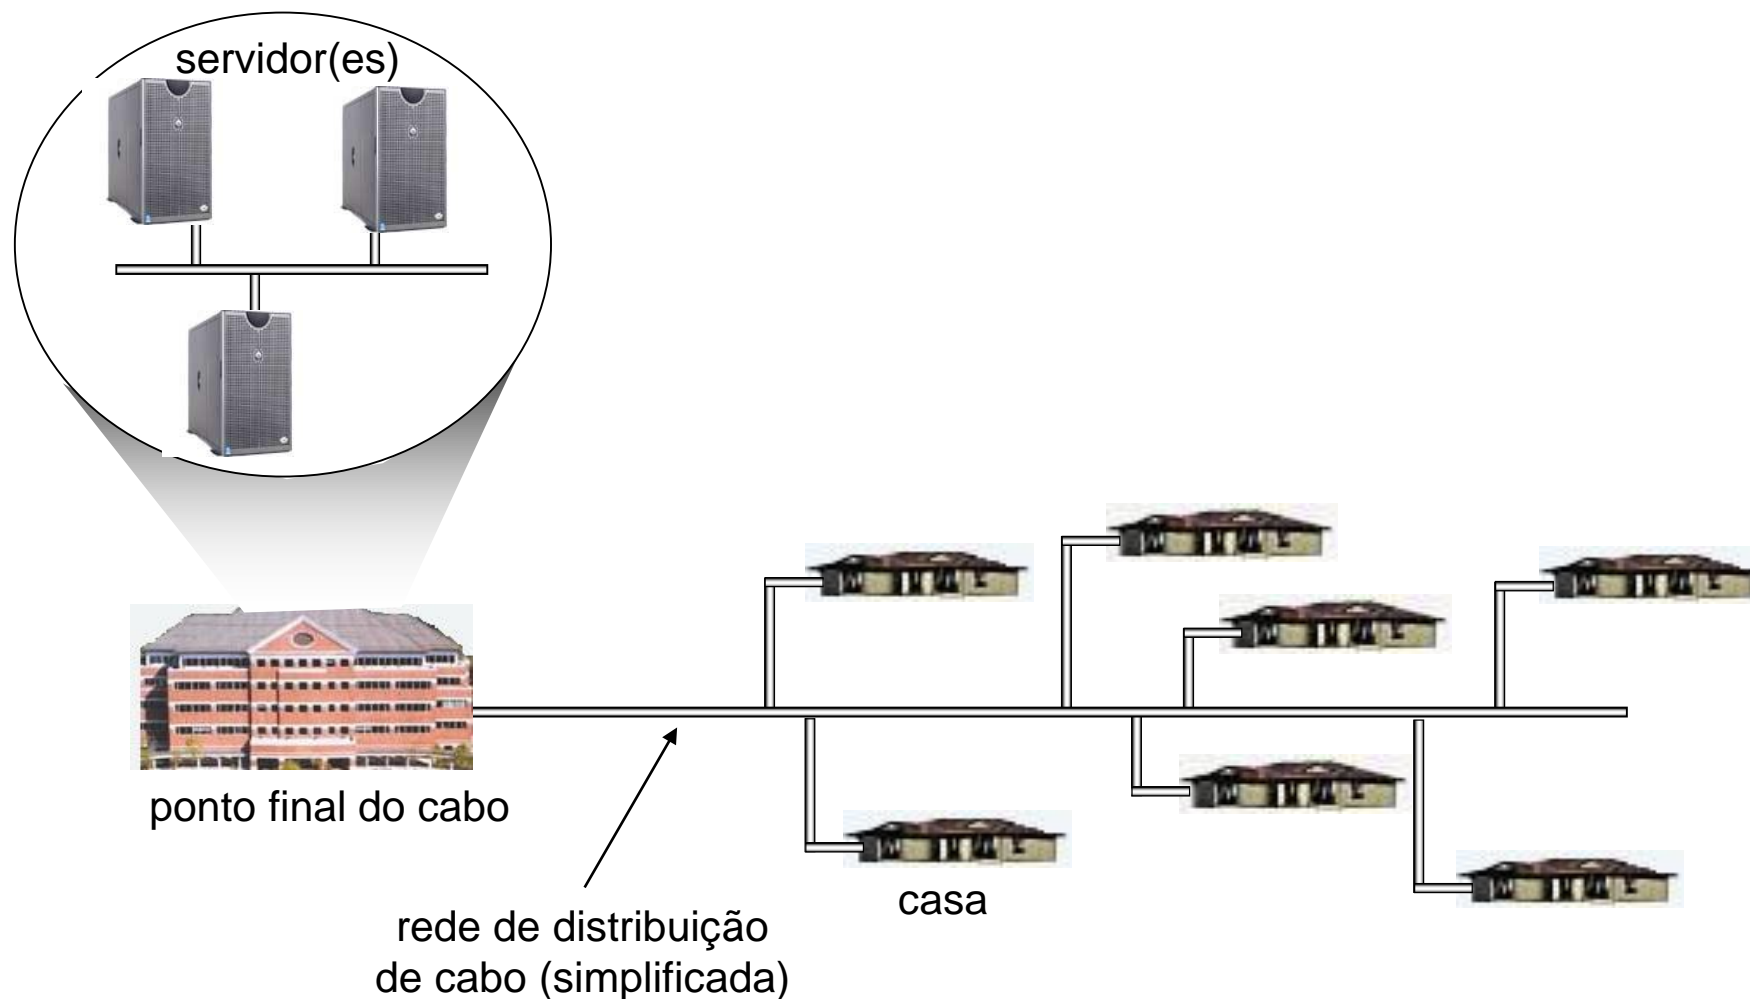 servidor(es)
ponto final do cabo
casa
rede de distribuição
de cabo (simplificada)